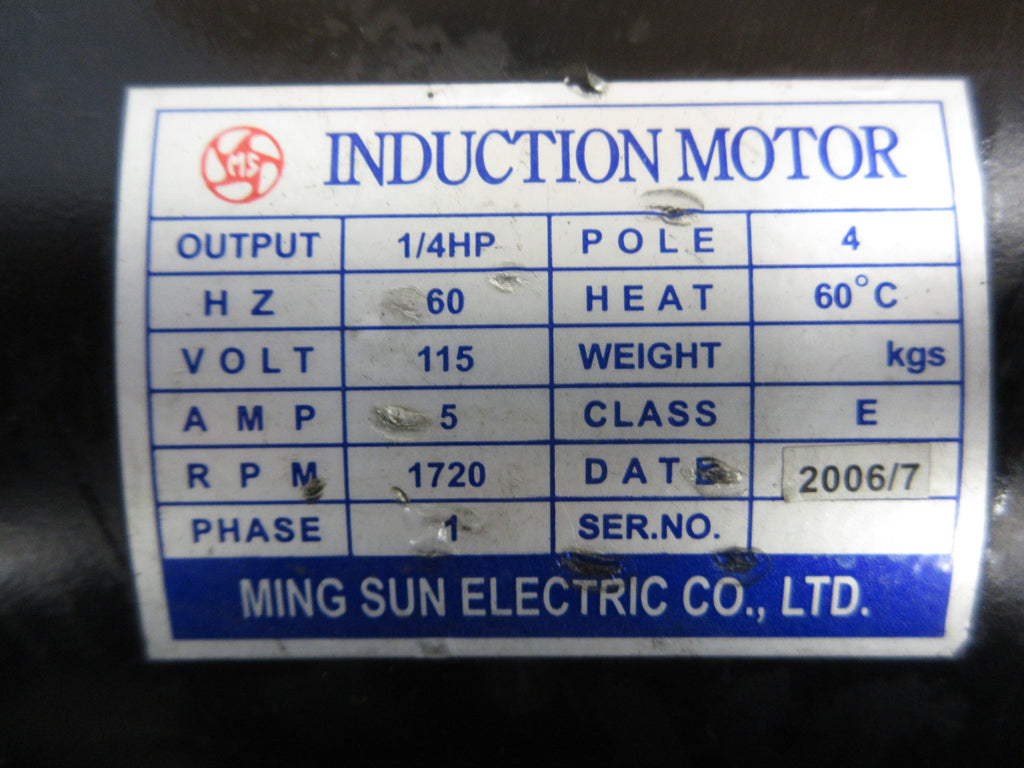 MS INDUCTION MOTOR
OUTPUT 1/4HP POLE 4
HZ 60 HEAT 60°C
VOLT 115 WEIGHT kgs
AMP 5 CLASS E
RPM 1720 DATE 2006/7
PHASE 1 SER.NO.
MING SUN ELECTRIC CO., LTD.